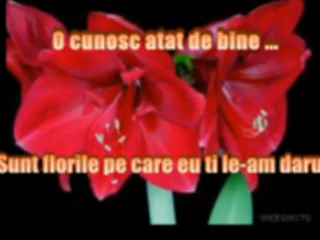 O cunosc atat de bine ...
Sunt florile pe care eu ti le-am daru